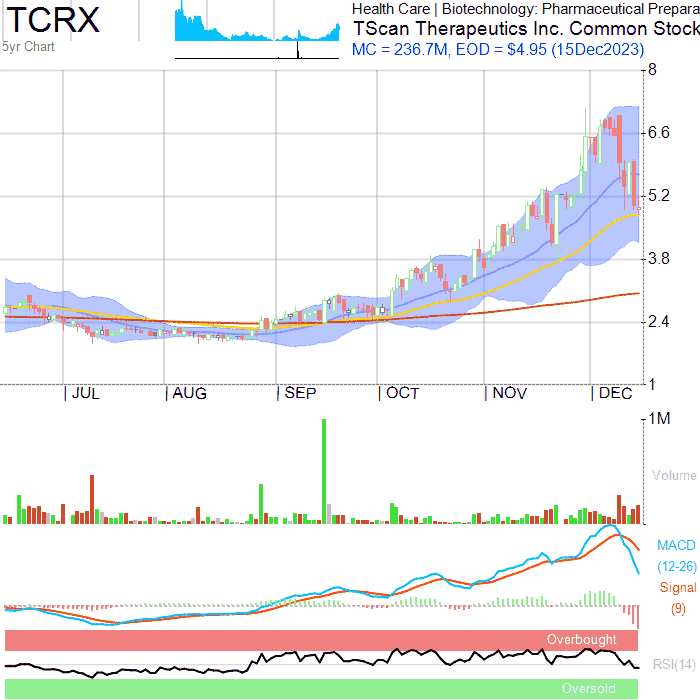 TCRX
5yr Chart
Health Care | Biotechnology: Pharmaceutical Prepara
TScan Therapeutics Inc. Common Stock
MC = 236.7M, EOD = $4.95 (15Dec2023)
8
6.6
5.2
3.8
2.4
1
JUL
AUG
SEP
OCT
NOV
DEC
1M
Volume
MACD
(12-26)
Signal
(9)
Overbought
RSI(14)
Oversold